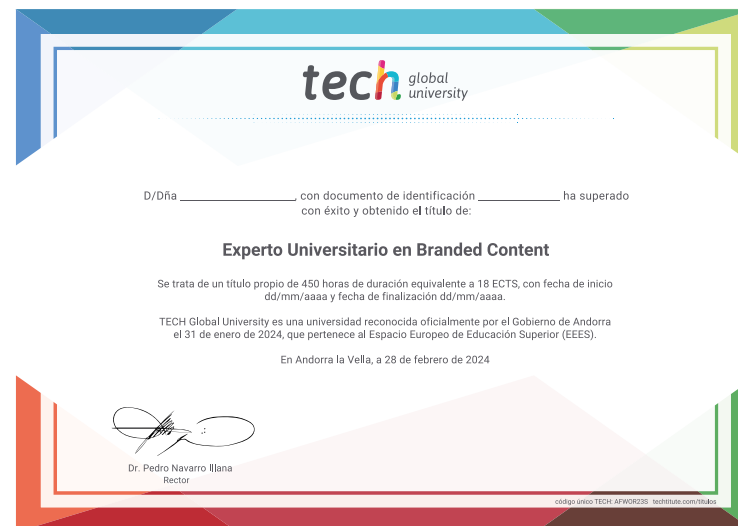 tech global
university
D/Dña ____________________, con documento de identificación ______________ ha superado
con éxito y obtenido el título de:
Experto Universitario en Branded Content
Se trata de un título propio de 450 horas de duración equivalente a 18 ECTS, con fecha de inicio
dd/mm/aaaa y fecha de finalización dd/mm/aaaa.
TECH Global University es una universidad reconocida oficialmente por el Gobierno de Andorra
el 31 de enero de 2024, que pertenece al Espacio Europeo de Educación Superior (EEES).
En Andorra la Vella, a 28 de febrero de 2024
Dr. Pedro Navarro Illana
Rector
código único TECH: AFWOR23S techtitute.com/titulos